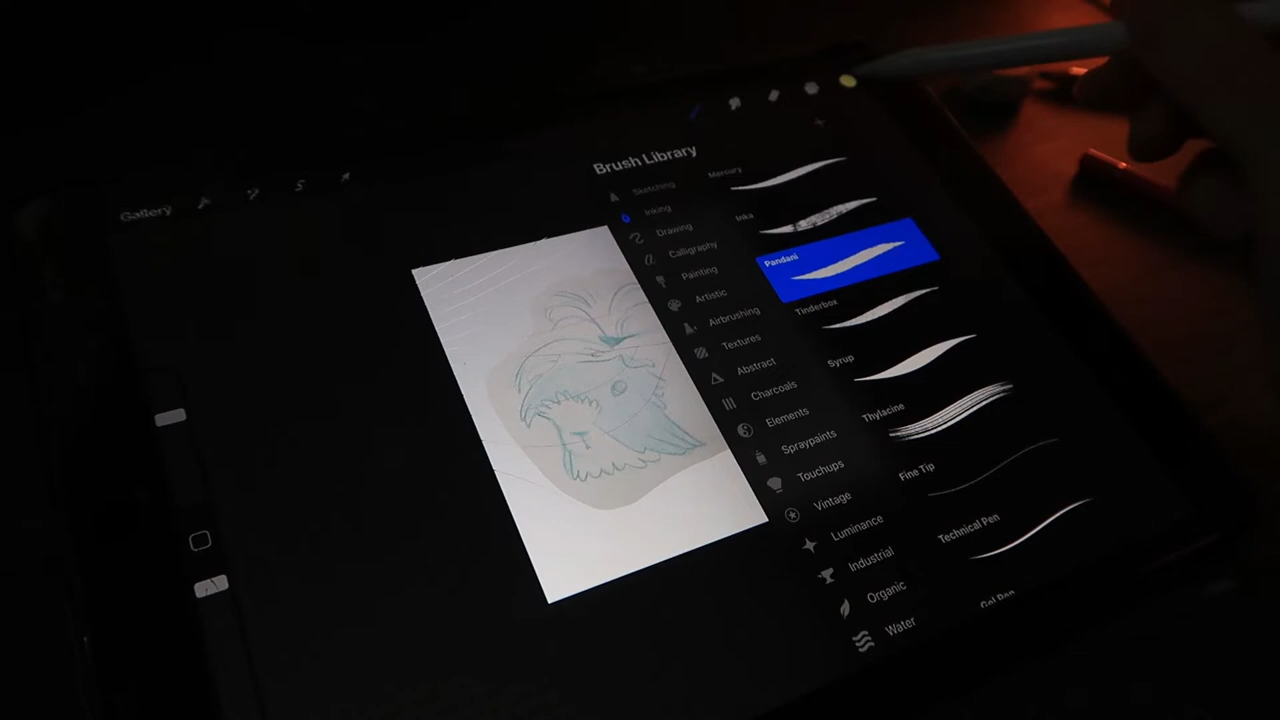 Gallery
Brush Library
Sketching
Inking
Drawing
Calligraphy
Painting
Artistic
Airbrushing
Textures
Abstract
Charcoals
Elements
Spraypaints
Touchups
Vintage
Luminance
Industrial
Organic
Water
Mercury
Inka
Pandani
Tinderbox
Syrup
Thylacine
Fine Tip
Technical Pen
Gel Pen